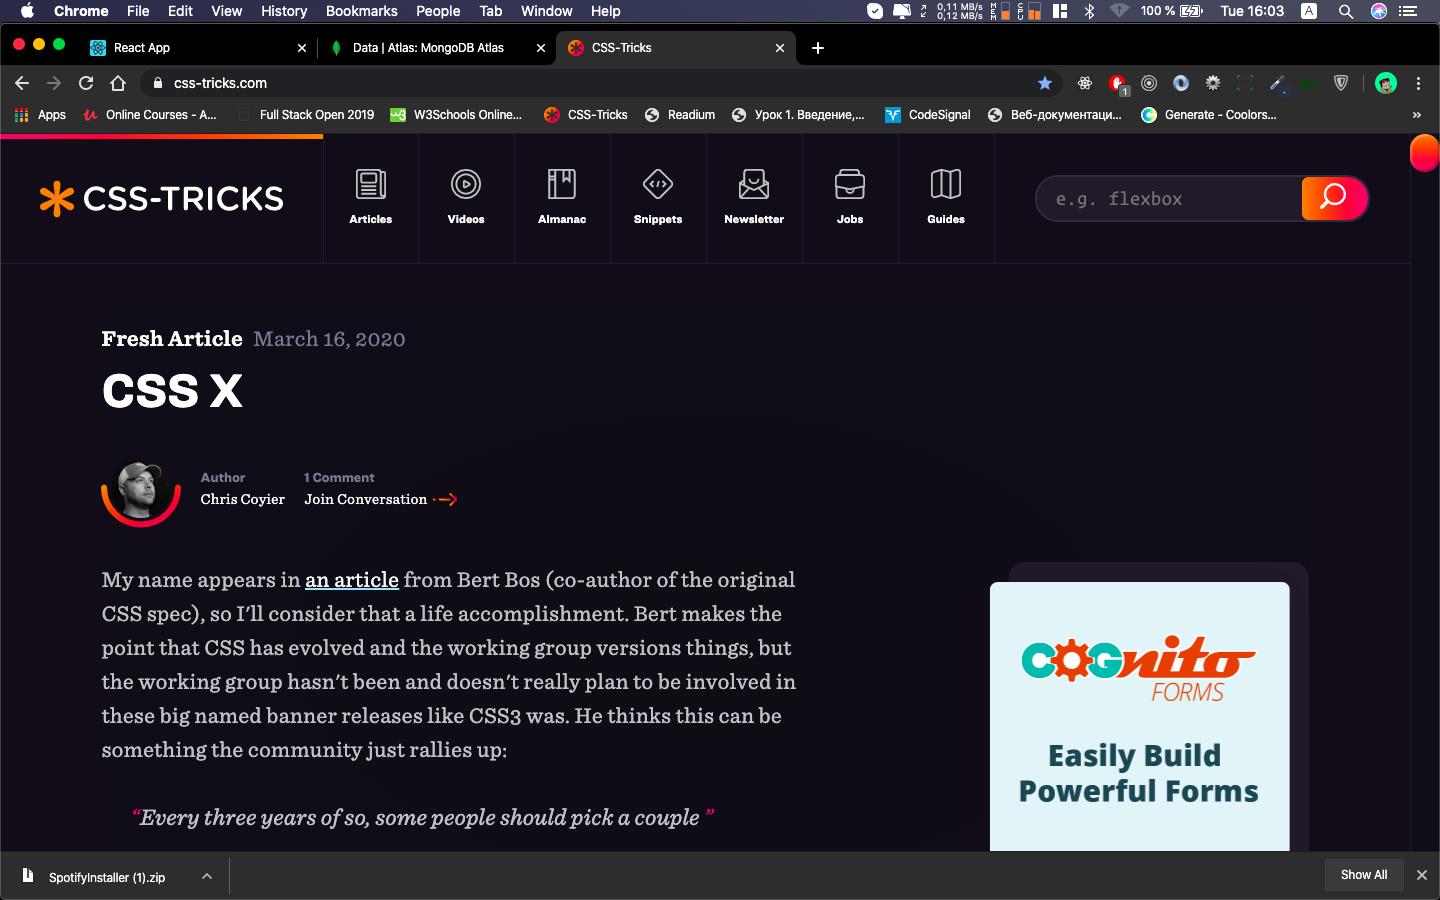 Chrome File Edit View History Bookmarks People Tab Window Help
0,11 MB/s
0,12 MB/s
MEM
CPU
100 %
Tue 16:03
A
React App
Data | Atlas: MongoDB Atlas
CSS-Tricks
css-tricks.com
1
Apps
Online Courses - A...
Full Stack Open 2019
W3Schools Online...
CSS-Tricks
Readium
Урок 1. Введение,...
CodeSignal
Веб-документаци...
Generate - Coolors...
»
CSS-TRICKS
Articles
Videos
Almanac
Snippets
Newsletter
Jobs
Guides
e.g. flexbox
Fresh Article March 16, 2020
CSS X
Author
Chris Coyier
1 Comment
Join Conversation
My name appears in an article from Bert Bos (co-author of the original
CSS spec), so I'll consider that a life accomplishment. Bert makes the
point that CSS has evolved and the working group versions things, but
the working group hasn't been and doesn't really plan to be involved in
these big named banner releases like CSS3 was. He thinks this can be
something the community just rallies up:
“Every three years of so, some people should pick a couple ”
COGnito
FORMS
Easily Build
Powerful Forms
SpotifyInstaller (1).zip
Show All